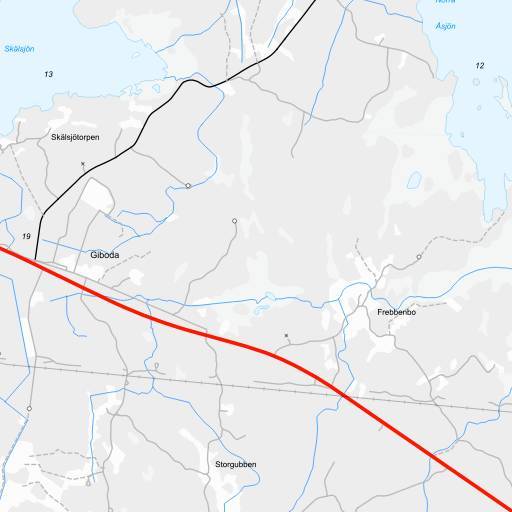 Norra
Åsjön
Skälsjön
12
13
Skälsjötorpen
19
Giboda
Frebbenbo
Storgubben